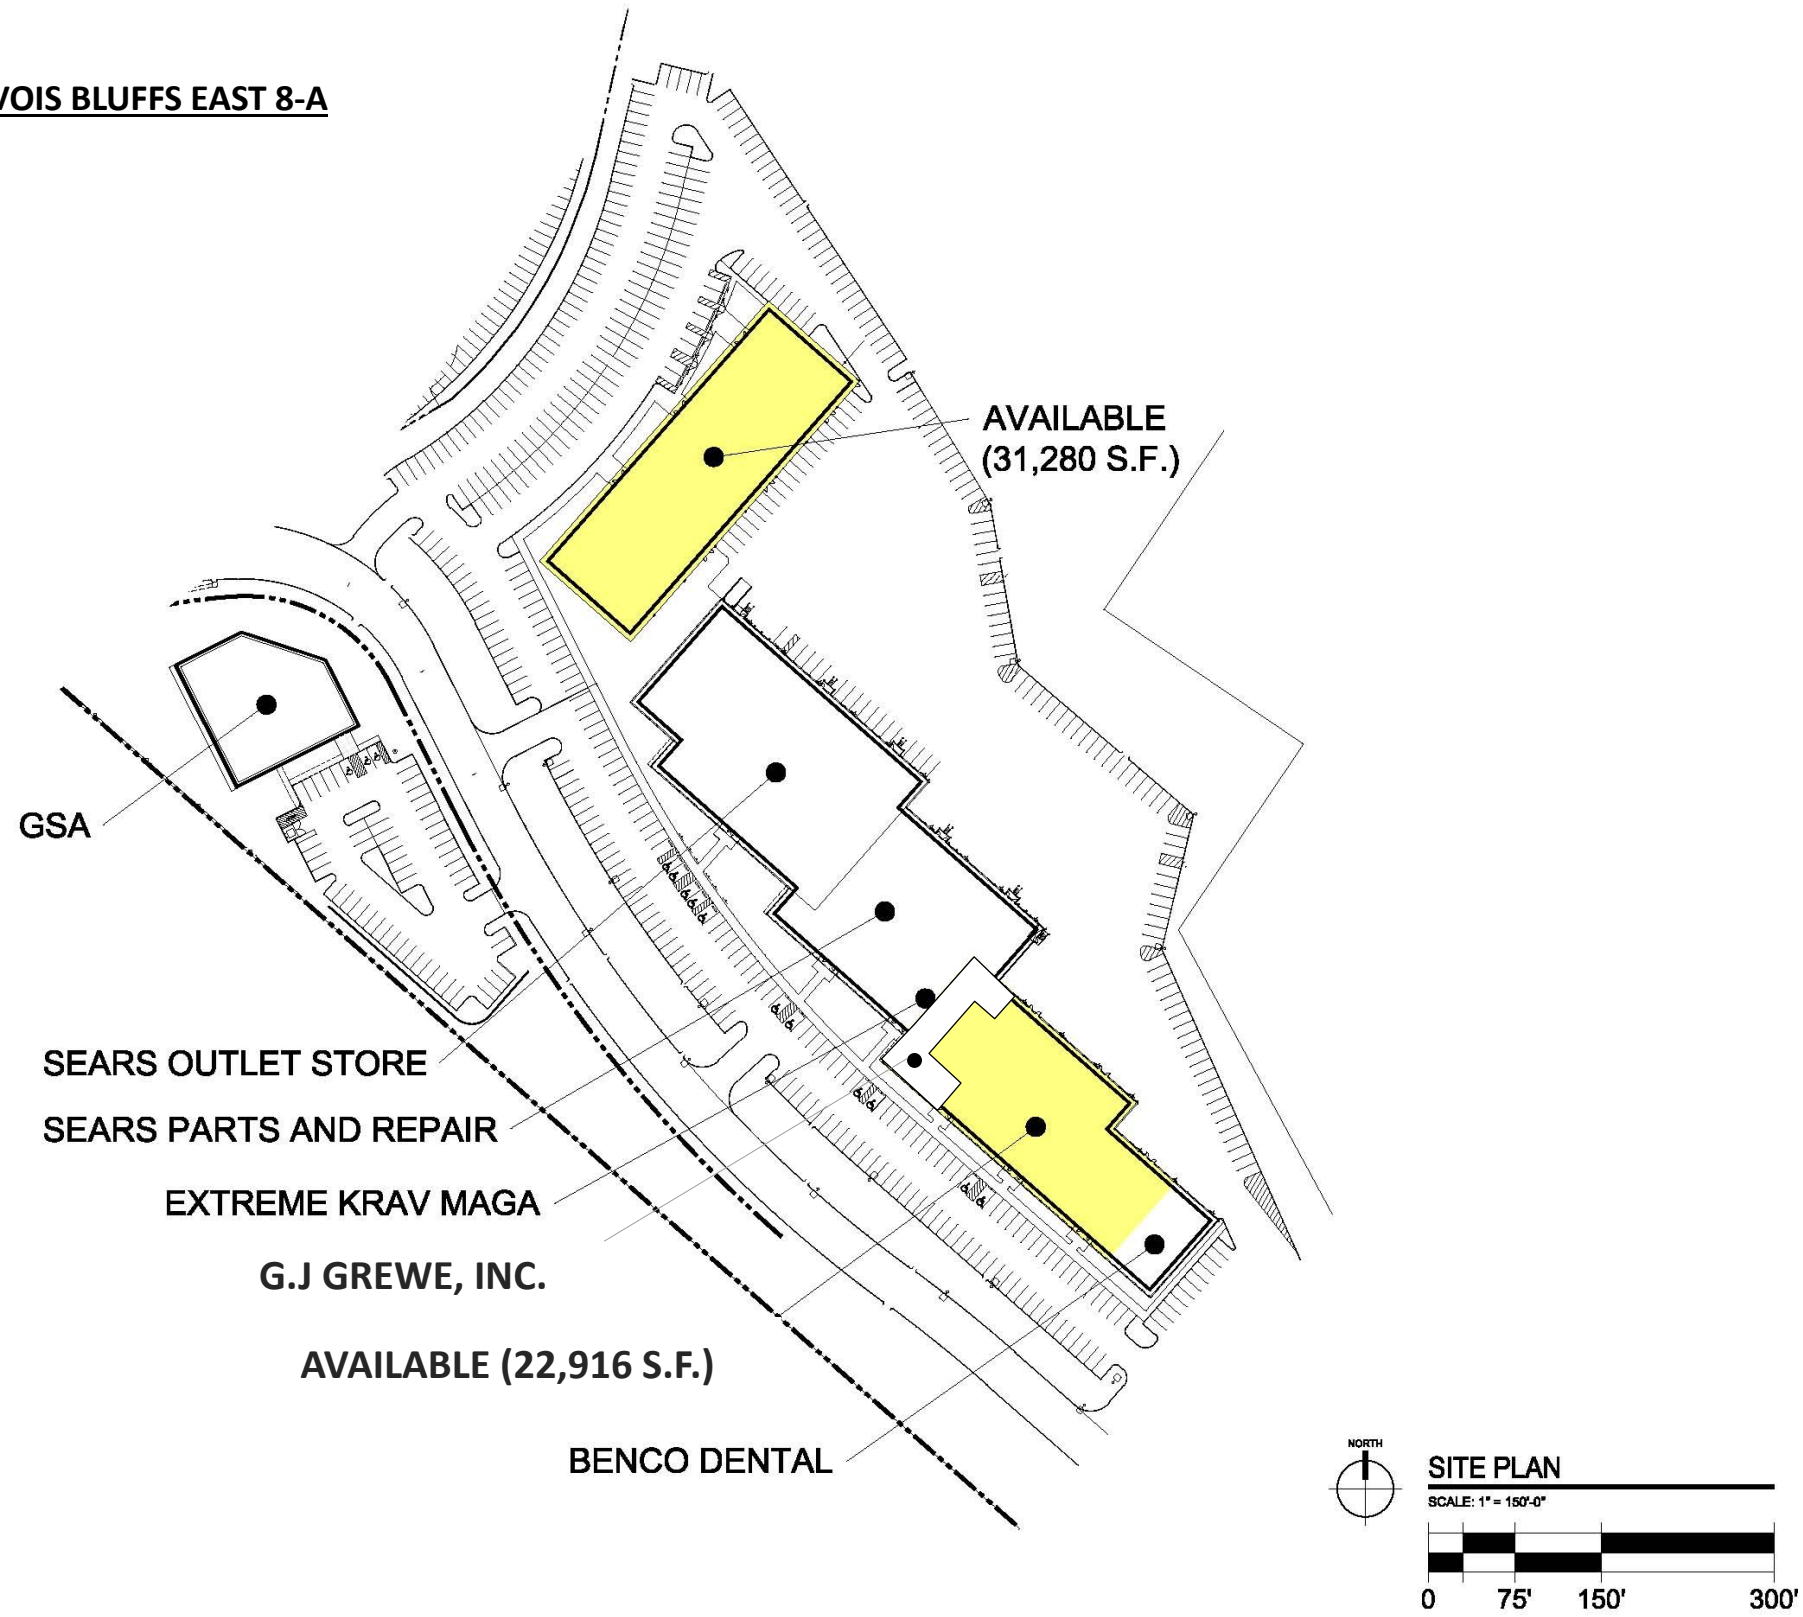 VOIS BLUFFS EAST 8-A
AVAILABLE
(31,280 S.F.)
GSA
SEARS OUTLET STORE
SEARS PARTS AND REPAIR
EXTREME KRAV MAGA
G.J GREWE, INC.
AVAILABLE (22,916 S.F.)
BENCO DENTAL
NORTH
SITE PLAN
SCALE: 1" = 150'-0"
0 75' 150' 300'